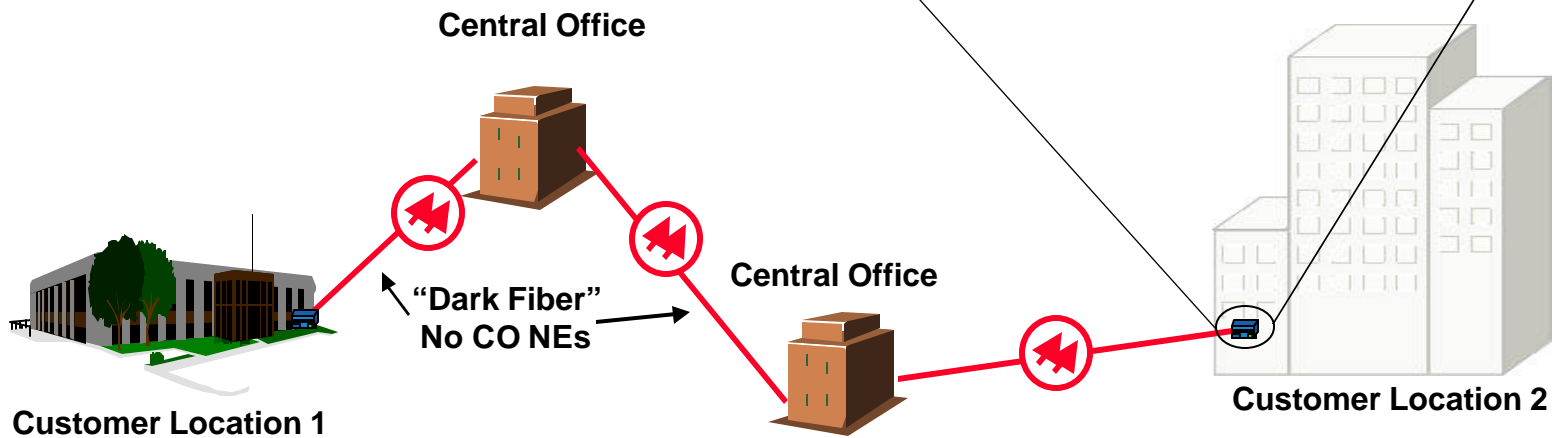 Central Office
Central Office
“Dark Fiber”
No CO NEs
Customer Location 1
Customer Location 2